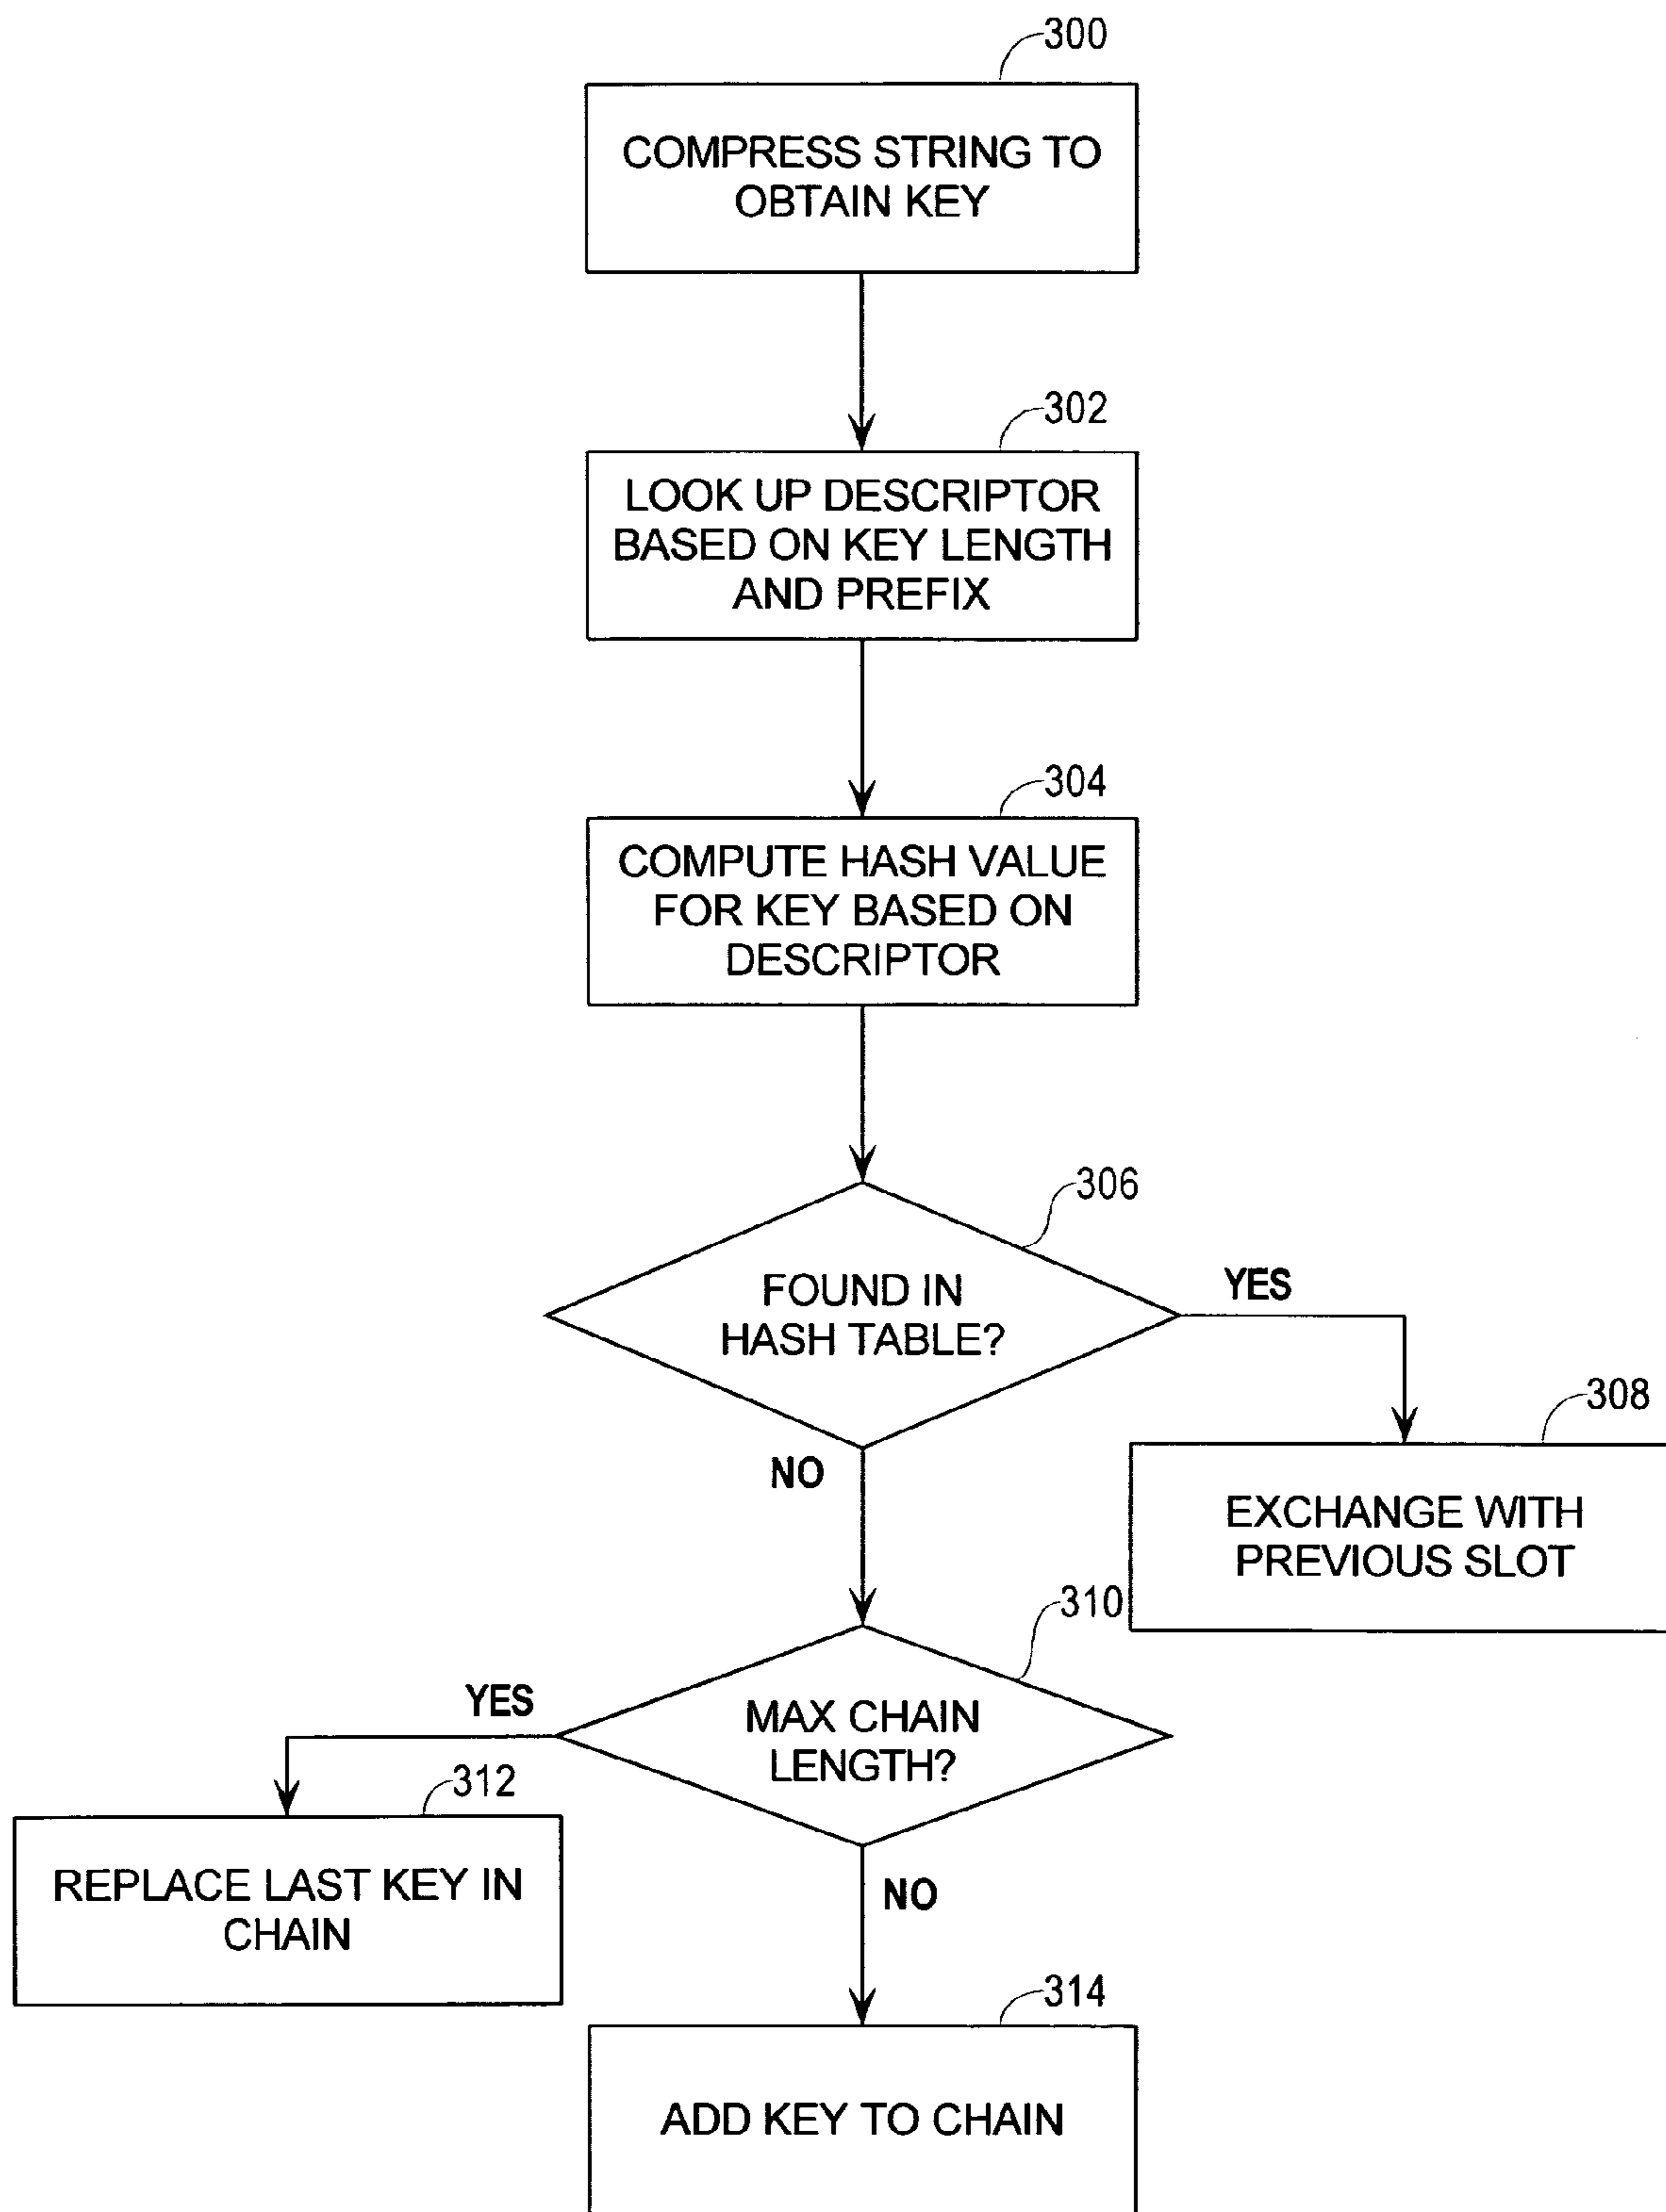 300
COMPRESS STRING TO
OBTAIN KEY
302
LOOK UP DESCRIPTOR
BASED ON KEY LENGTH
AND PREFIX
304
COMPUTE HASH VALUE
FOR KEY BASED ON
DESCRIPTOR
306
FOUND IN
HASH TABLE?
YES
NO
308
EXCHANGE WITH
PREVIOUS SLOT
310
MAX CHAIN
LENGTH?
YES
NO
312
REPLACE LAST KEY IN
CHAIN
314
ADD KEY TO CHAIN